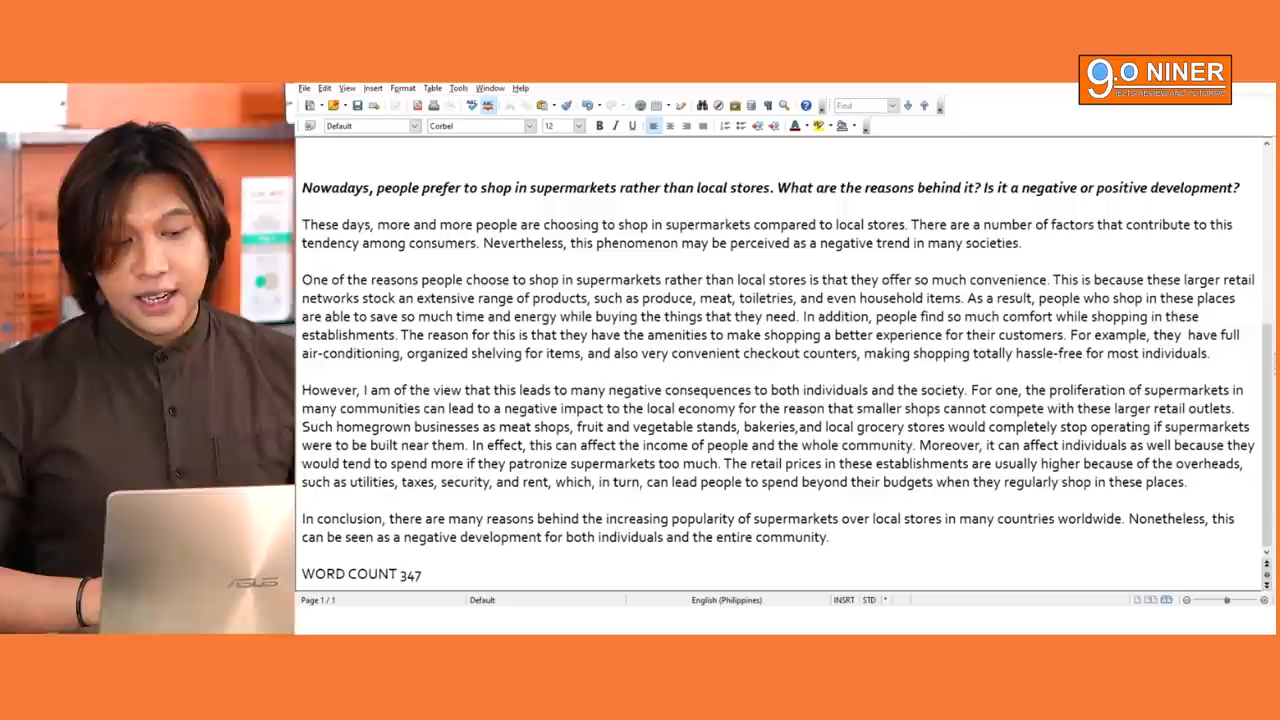 9.0 NINER
IELTS REVIEW AND TUTORIAL
File Edit View Insert Format Table Tools Window Help
Find
Default Corbel 12 B I U
Nowadays, people prefer to shop in supermarkets rather than local stores. What are the reasons behind it? Is it a negative or positive development?
These days, more and more people are choosing to shop in supermarkets compared to local stores. There are a number of factors that contribute to this
tendency among consumers. Nevertheless, this phenomenon may be perceived as a negative trend in many societies.
One of the reasons people choose to shop in supermarkets rather than local stores is that they offer so much convenience. This is because these larger retail
networks stock an extensive range of products, such as produce, meat, toiletries, and even household items. As a result, people who shop in these places
are able to save so much time and energy while buying the things that they need. In addition, people find so much comfort while shopping in these
establishments. The reason for this is that they have the amenities to make shopping a better experience for their customers. For example, they have full
air-conditioning, organized shelving for items, and also very convenient checkout counters, making shopping totally hassle-free for most individuals.
However, I am of the view that this leads to many negative consequences to both individuals and the society. For one, the proliferation of supermarkets in
many communities can lead to a negative impact to the local economy for the reason that smaller shops cannot compete with these larger retail outlets.
Such homegrown businesses as meat shops, fruit and vegetable stands, bakeries,and local grocery stores would completely stop operating if supermarkets
were to be built near them. In effect, this can affect the income of people and the whole community. Moreover, it can affect individuals as well because they
would tend to spend more if they patronize supermarkets too much. The retail prices in these establishments are usually higher because of the overheads,
such as utilities, taxes, security, and rent, which, in turn, can lead people to spend beyond their budgets when they regularly shop in these places.
In conclusion, there are many reasons behind the increasing popularity of supermarkets over local stores in many countries worldwide. Nonetheless, this
can be seen as a negative development for both individuals and the entire community.
WORD COUNT 347
Page 1 / 1 Default English (Philippines) INSRT STD *
ASUS